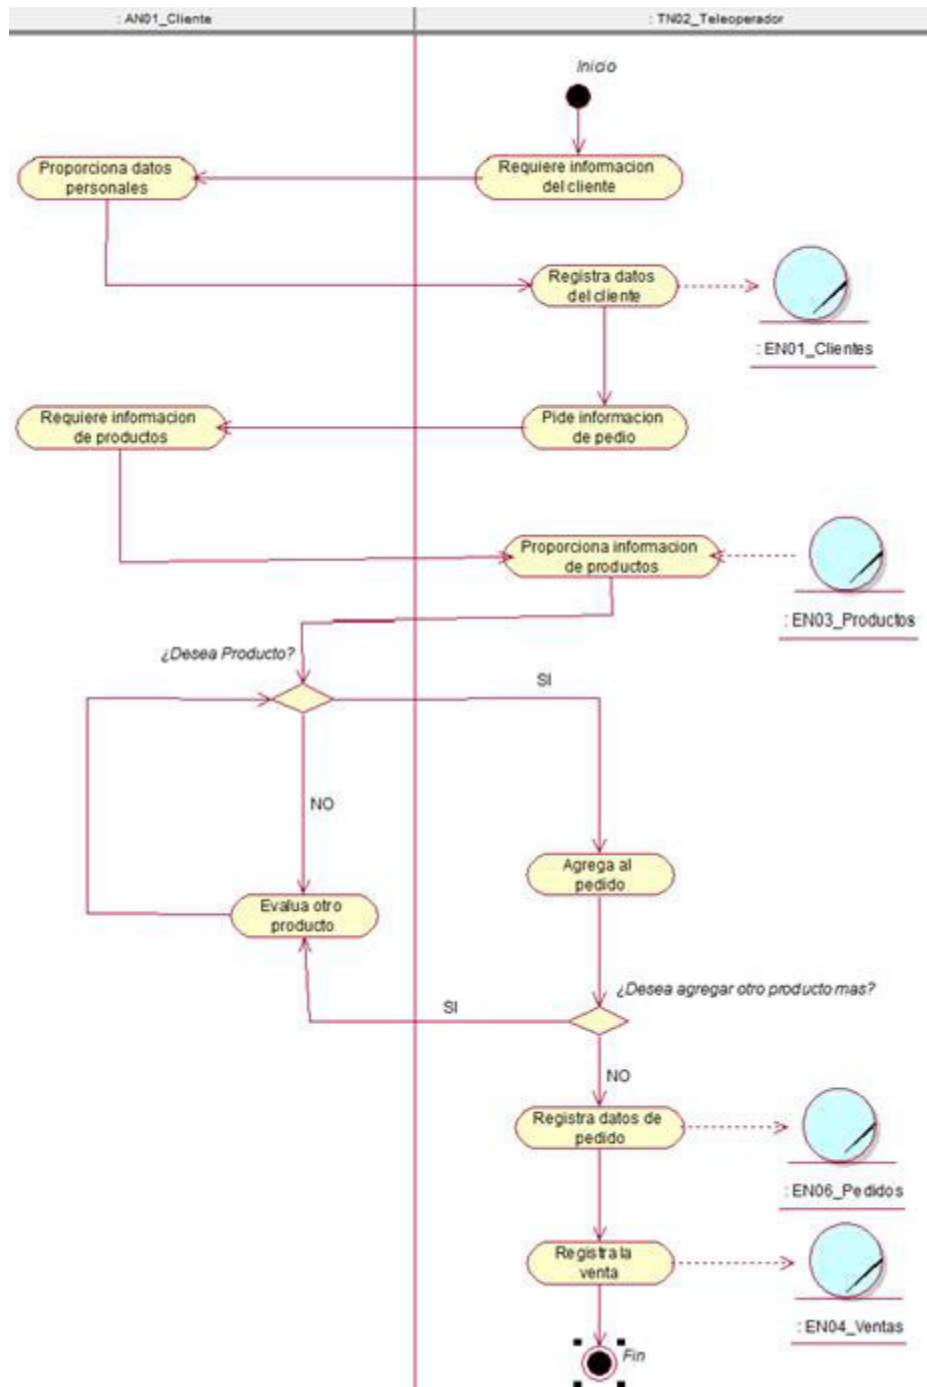 : AN01_Cliente
: TN02_Teleoperador
Inicio
Proporciona datos
personales
Requiere informacion
del cliente
Registra datos
del cliente
: EN01_Clientes
Requiere informacion
de productos
Pide informacion
de pedio
Proporciona informacion
de productos
: EN03_Productos
¿Desea Producto?
SI
NO
Agrega al
pedido
Evalua otro
producto
¿Desea agregar otro producto mas?
SI
NO
Registra datos de
pedido
: EN06_Pedidos
Registra la
venta
: EN04_Ventas
Fin